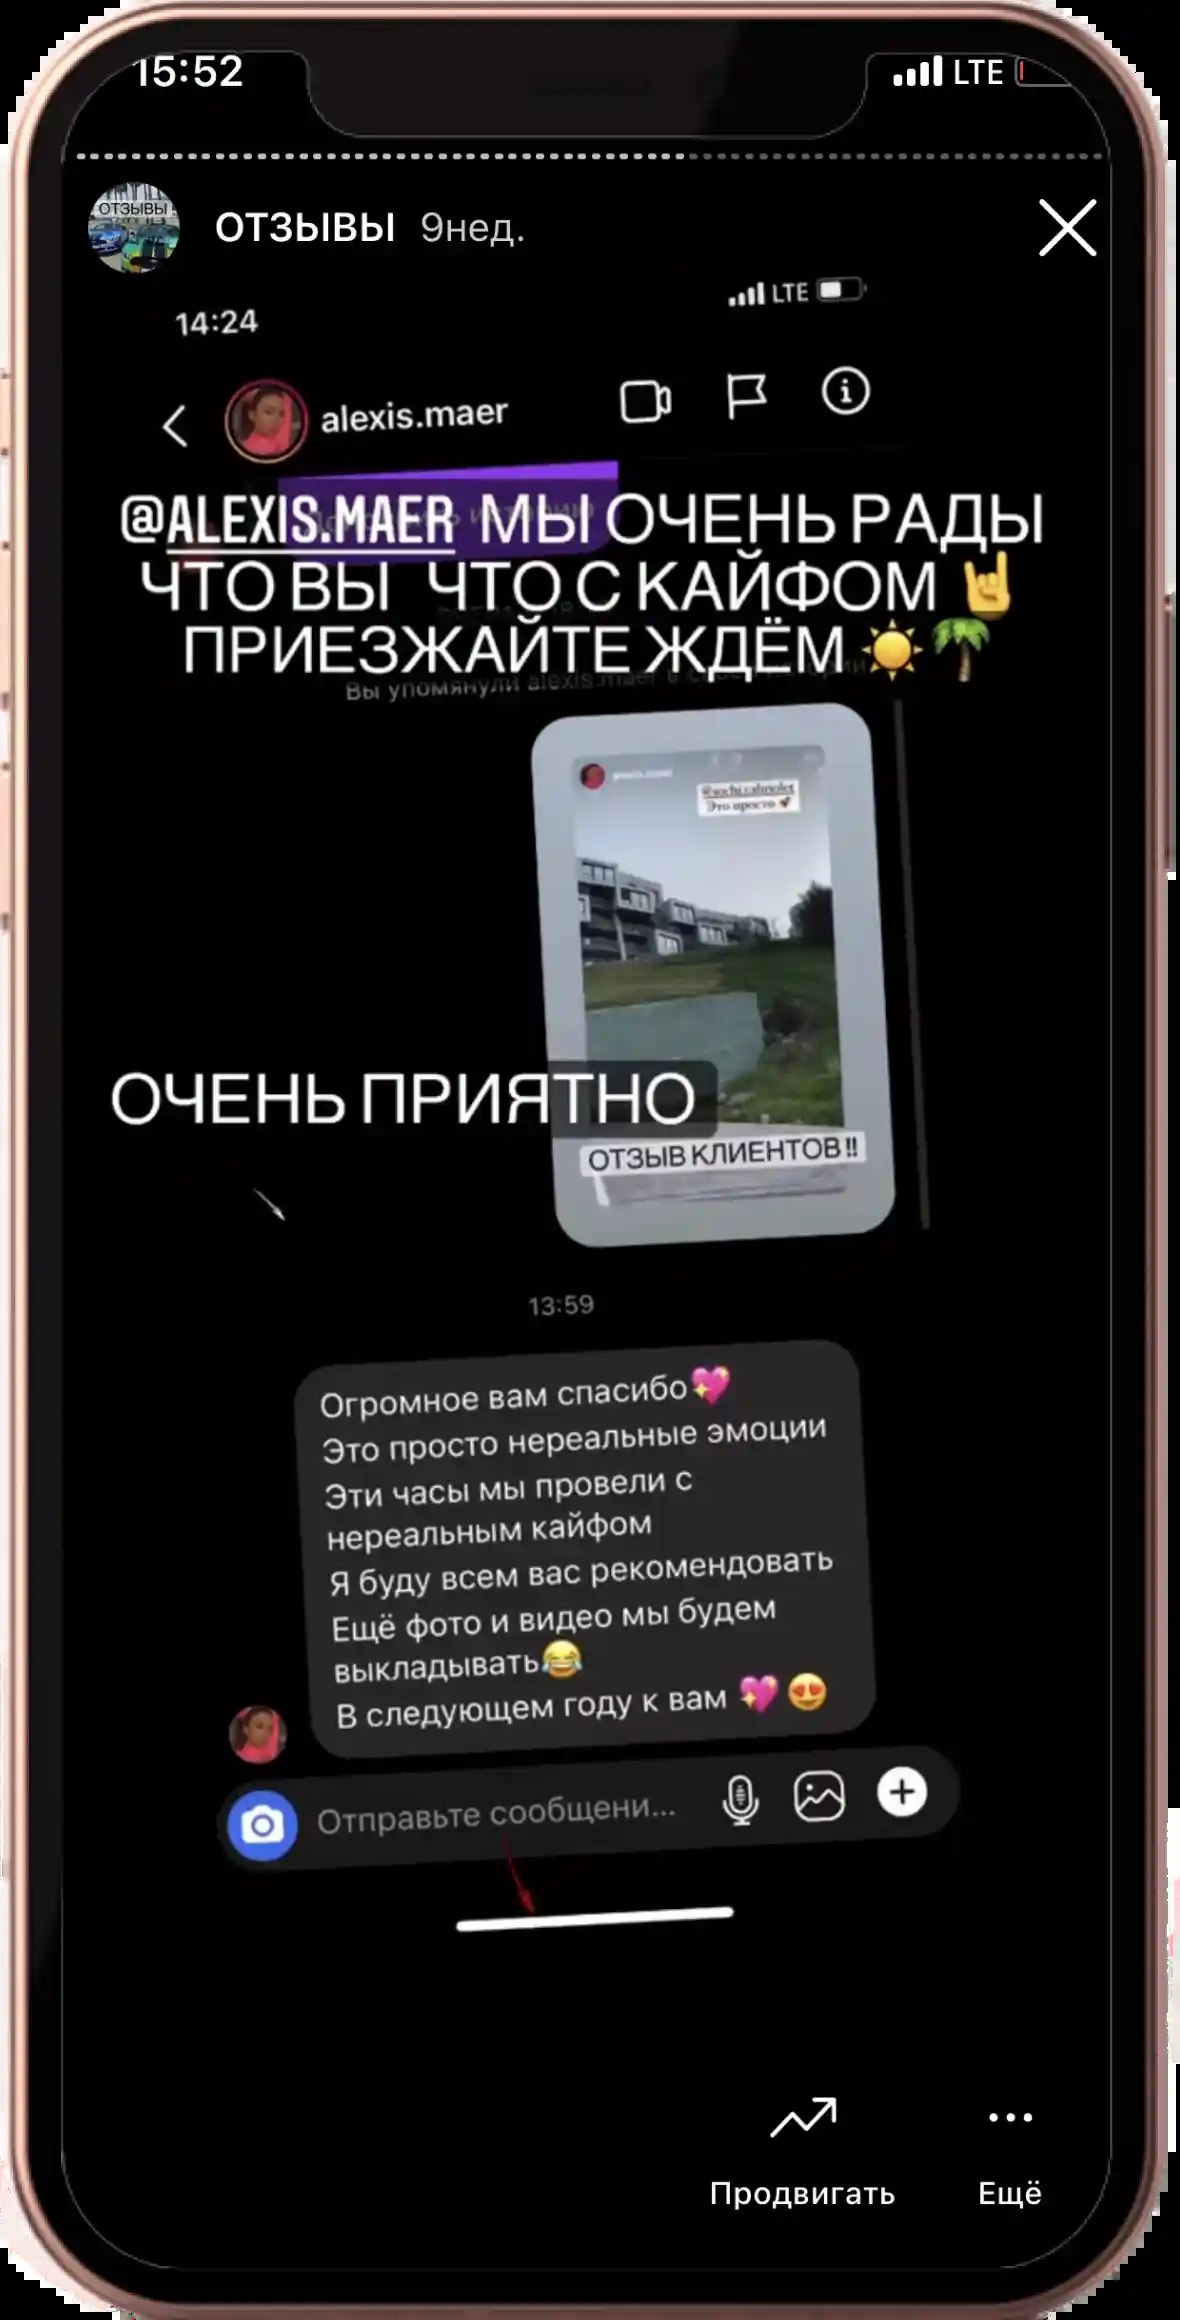 15:52
LTE
ОТЗЫВЫ
ОТЗЫВЫ 9нед.
14:24
LTE
alexis.maer
@ALEXIS.MAER МЫ ОЧЕНЬ РАДЫ
ЧТО ВЫ ЧТО С КАЙФОМ 🤘
ПРИЕЗЖАЙТЕ ЖДЁМ ☀️🌴
Вы упомянули alexis.maer в
@sochi.cabriolet
Это просто 🚀
ОЧЕНЬ ПРИЯТНО
ОТЗЫВ КЛИЕНТОВ‼
13:59
Огромное вам спасибо💖
Это просто нереальные эмоции
Эти часы мы провели с
нереальным кайфом
Я буду всем вас рекомендовать
Ещё фото и видео мы будем
выкладывать😂
В следующем году к вам 💖😍
Отправьте сообщени...
Продвигать
Ещё